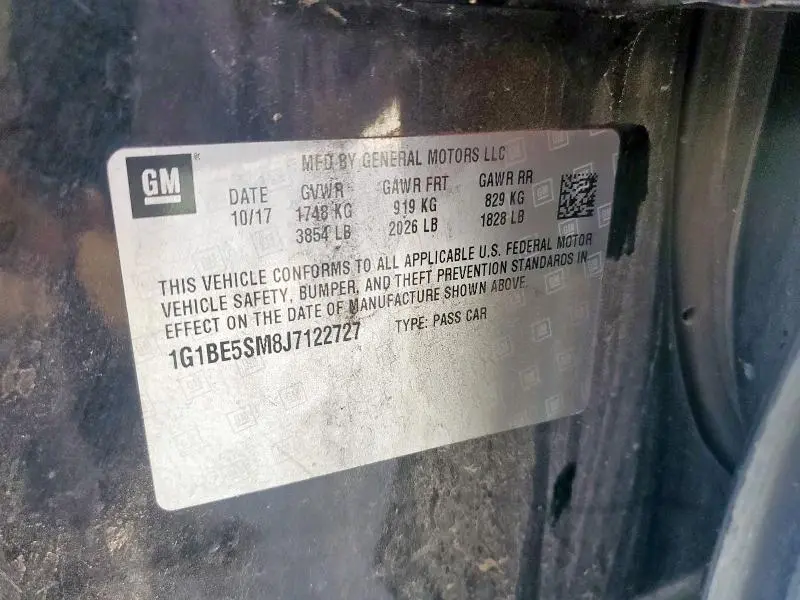 GM
MFD BY GENERAL MOTORS LLC
DATE GVWR GAWR FRT GAWR RR
10/17 1748 KG 919 KG 829 KG
3854 LB 2026 LB 1828 LB
THIS VEHICLE CONFORMS TO ALL APPLICABLE U.S. FEDERAL MOTOR
VEHICLE SAFETY, BUMPER, AND THEFT PREVENTION STANDARDS IN
EFFECT ON THE DATE OF MANUFACTURE SHOWN ABOVE.
1G1BE5SM8J7122727 TYPE: PASS CAR